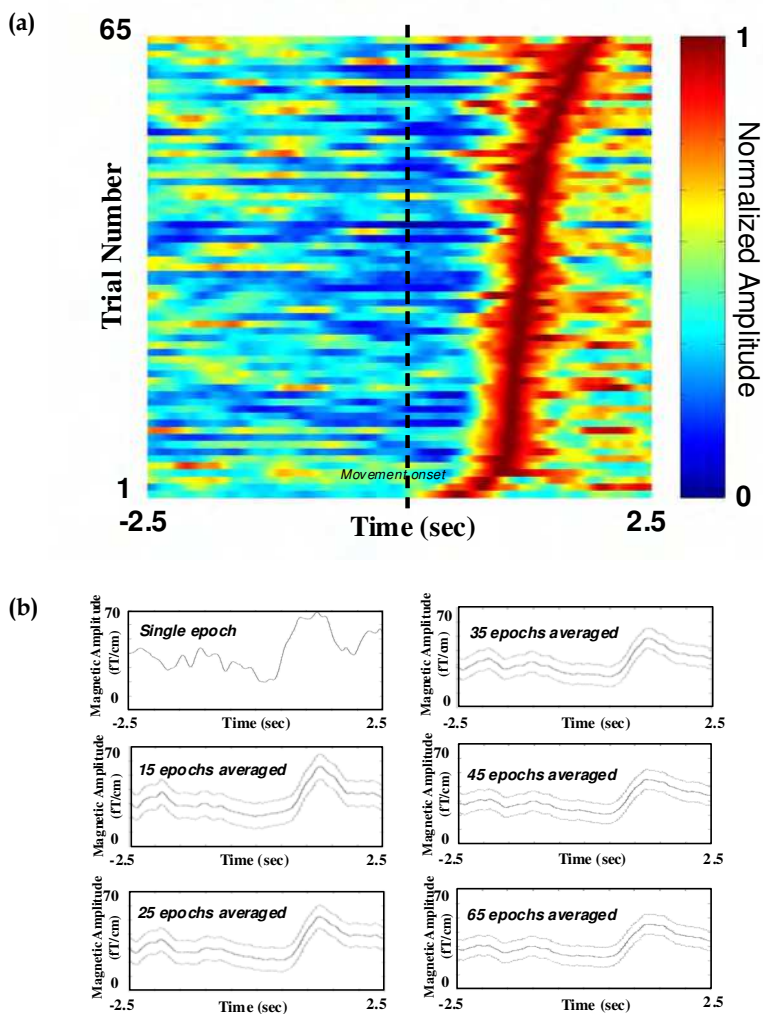 (a)
65
Trial Number
1
Movement onset
-2.5
Time (sec)
2.5
1
Normalized Amplitude
0
(b)
70
Magnetic Amplitude
(fT/cm)
0
Single epoch
-2.5
Time (sec)
2.5
70
Magnetic Amplitude
(fT/cm)
0
35 epochs averaged
-2.5
Time (sec)
2.5
70
Magnetic Amplitude
(fT/cm)
0
15 epochs averaged
-2.5
Time (sec)
2.5
70
Magnetic Amplitude
(fT/cm)
0
45 epochs averaged
-2.5
Time (sec)
2.5
70
Magnetic Amplitude
(fT/cm)
0
25 epochs averaged
-2.5
Time (sec)
2.5
70
Magnetic Amplitude
(fT/cm)
0
65 epochs averaged
-2.5
Time (sec)
2.5